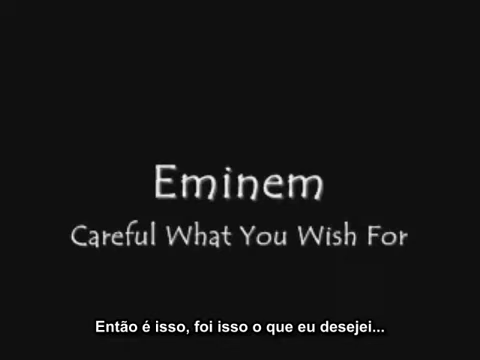 Eminem
Careful What You Wish For
Então é isso, foi isso o que eu desejei...